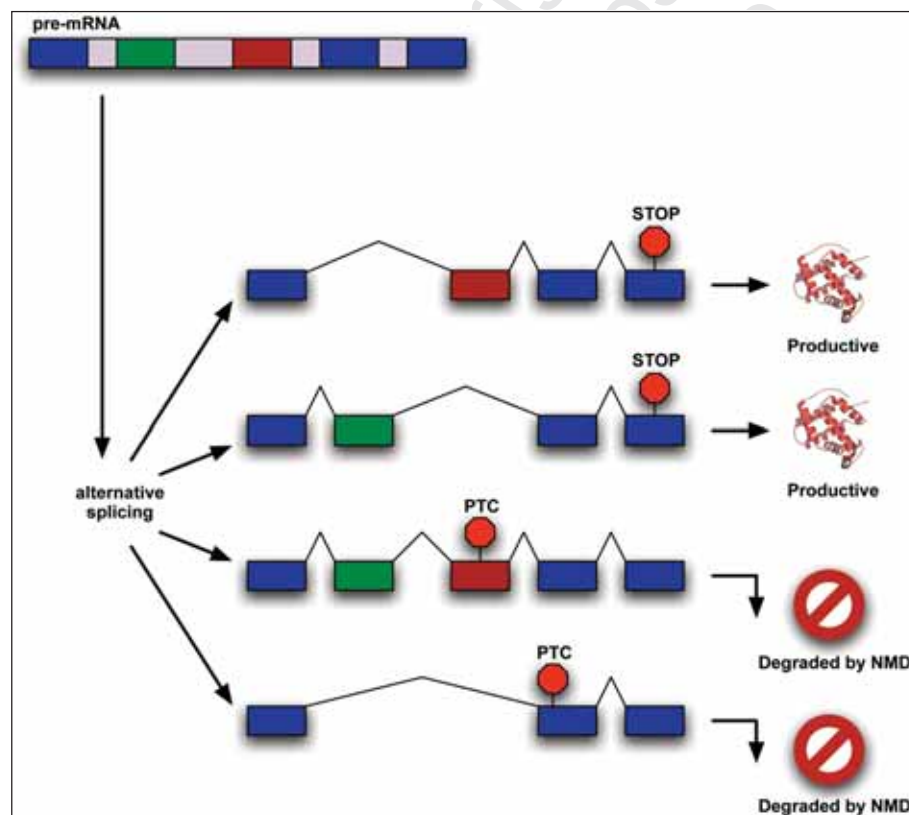 pre-mRNA
STOP
Productive
STOP
Productive
alternative
splicing
PTC
Degraded by NMD
PTC
Degraded by NMD